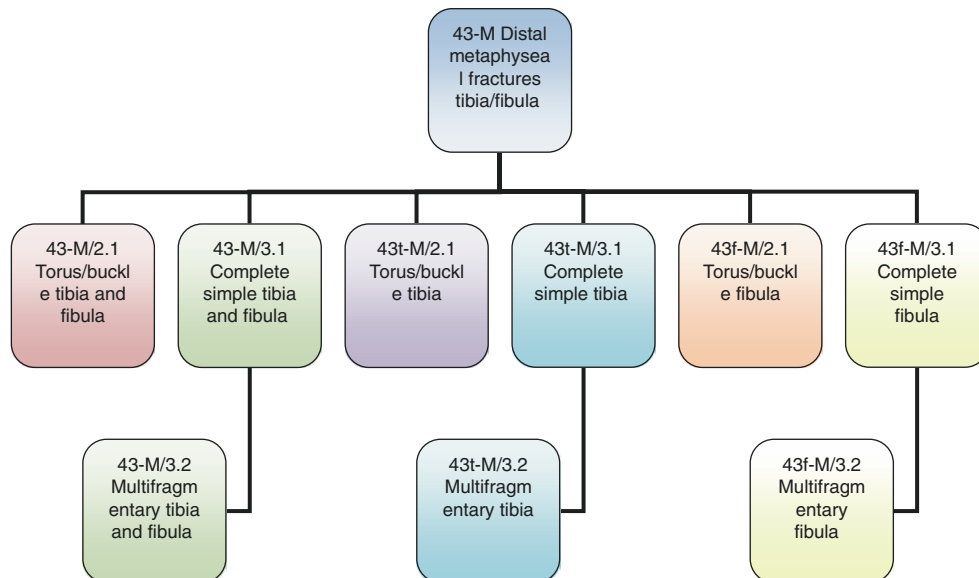 43-M Distal
metaphysea
l fractures
tibia/fibula
43-M/2.1
Torus/buckl
e tibia and
fibula
43-M/3.1
Complete
simple tibia
and fibula
43t-M/2.1
Torus/buckl
e tibia
43t-M/3.1
Complete
simple tibia
43f-M/2.1
Torus/buckl
e fibula
43f-M/3.1
Complete
simple
fibula
43-M/3.2
Multifragm
entary tibia
and fibula
43t-M/3.2
Multifragm
entary tibia
43f-M/3.2
Multifragm
entary
fibula